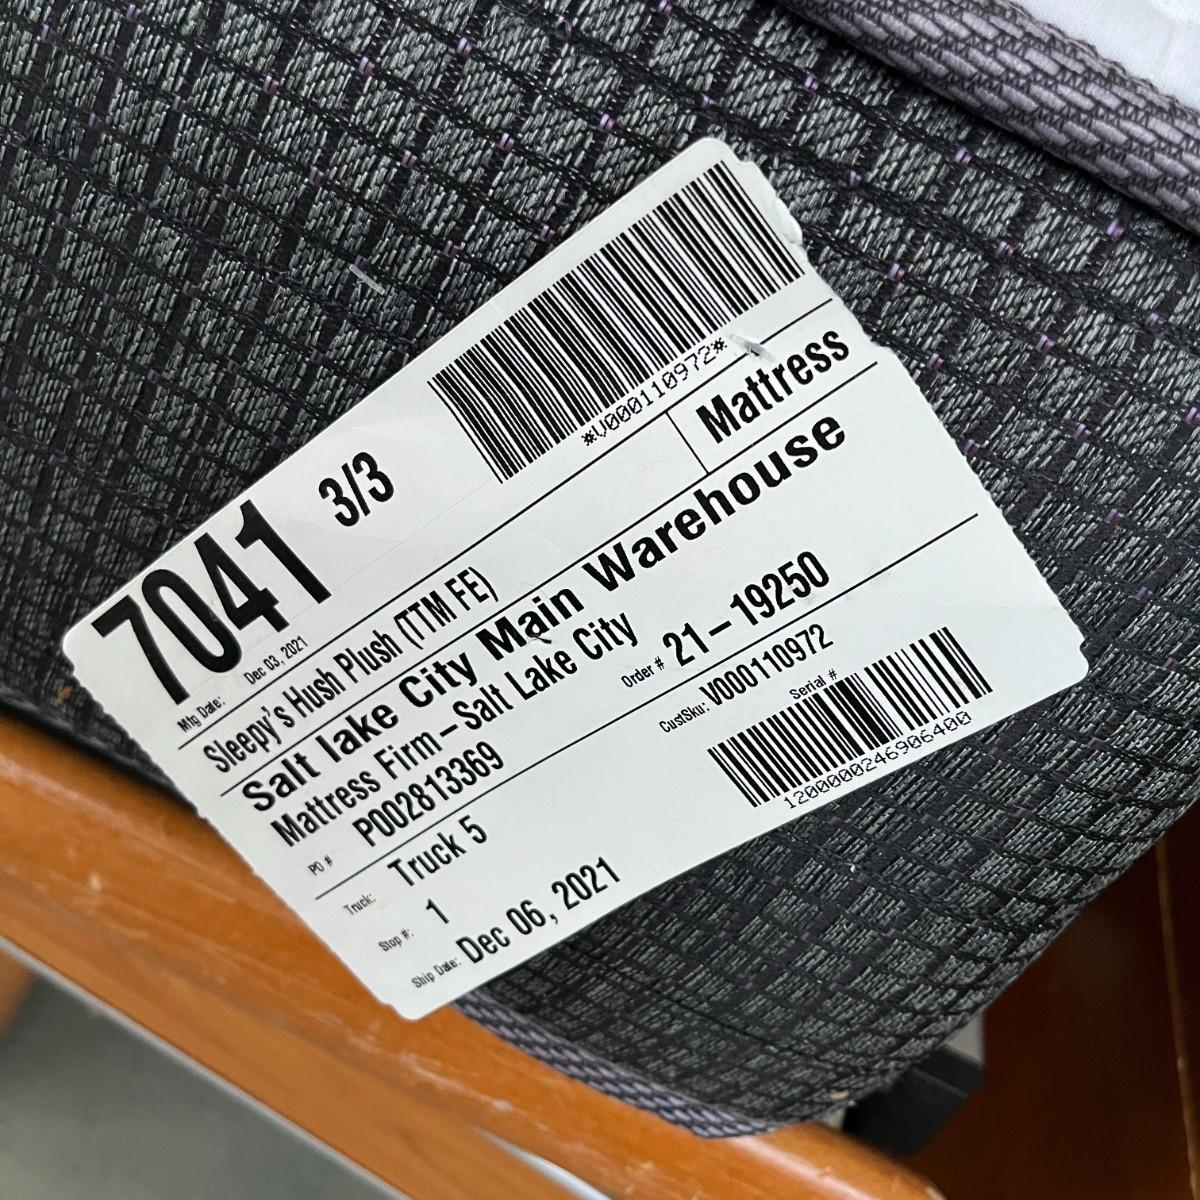 *V000110972*
7041 3/3
Mfg Date: Dec 03, 2021
Sleepy's Hush Plush (TTM FE) Mattress
Salt lake City Main Warehouse
Mattress Firm-Salt Lake City
PO # P002813369 Order # 21-19250
Truck: Truck 5 CustSku: V000110972
Stop #: 1 Serial #
Ship Date: Dec 06, 2021 1200000246906400